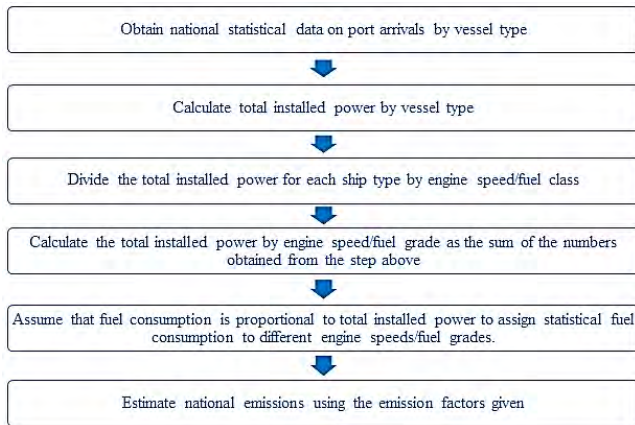 Obtain national statistical data on port arrivals by vessel type
Calculate total installed power by vessel type
Divide the total installed power for each ship type by engine speed/fuel class
Calculate the total installed power by engine speed/fuel grade as the sum of the numbers
obtained from the step above
Assume that fuel consumption is proportional to total installed power to assign statistical fuel
consumption to different engine speeds/fuel grades.
Estimate national emissions using the emission factors given